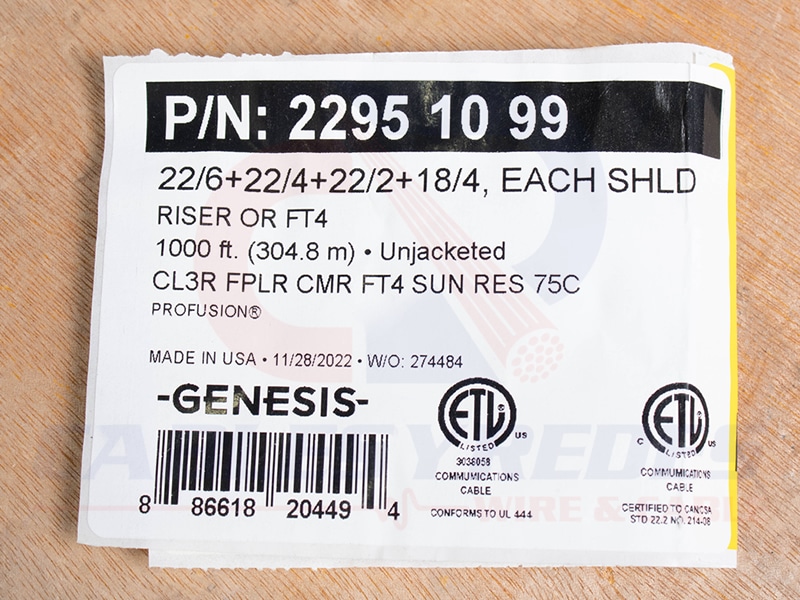 P/N: 2295 10 99
22/6+22/4+22/2+18/4, EACH SHLD
RISER OR FT4
1000 ft. (304.8 m) • Unjacketed
CL3R FPLR CMR FT4 SUN RES 75C
PROFUSION®
MADE IN USA • 11/28/2022 • W/O: 274484
-GENESIS-
8 86618 20449 4
ETL®
LISTED
US
3038058
COMMUNICATIONS
CABLE
CONFORMS TO UL 444
ETL
LISTED
C US
COMMUNICATIONS
CABLE
CERTIFIED TO CAN/CSA
STD 22.2 NO. 214-08
WIRE & CABL